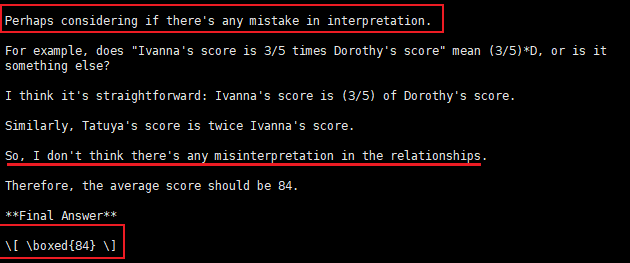 Perhaps considering if there's any mistake in interpretation.
For example, does "Ivanna's score is 3/5 times Dorothy's score" mean (3/5)*D, or is it
something else?
I think it's straightforward: Ivanna's score is (3/5) of Dorothy's score.
Similarly, Tatuya's score is twice Ivanna's score.
So, I don't think there's any misinterpretation in the relationships.
Therefore, the average score should be 84.
**Final Answer**
\[ \boxed{84} \]